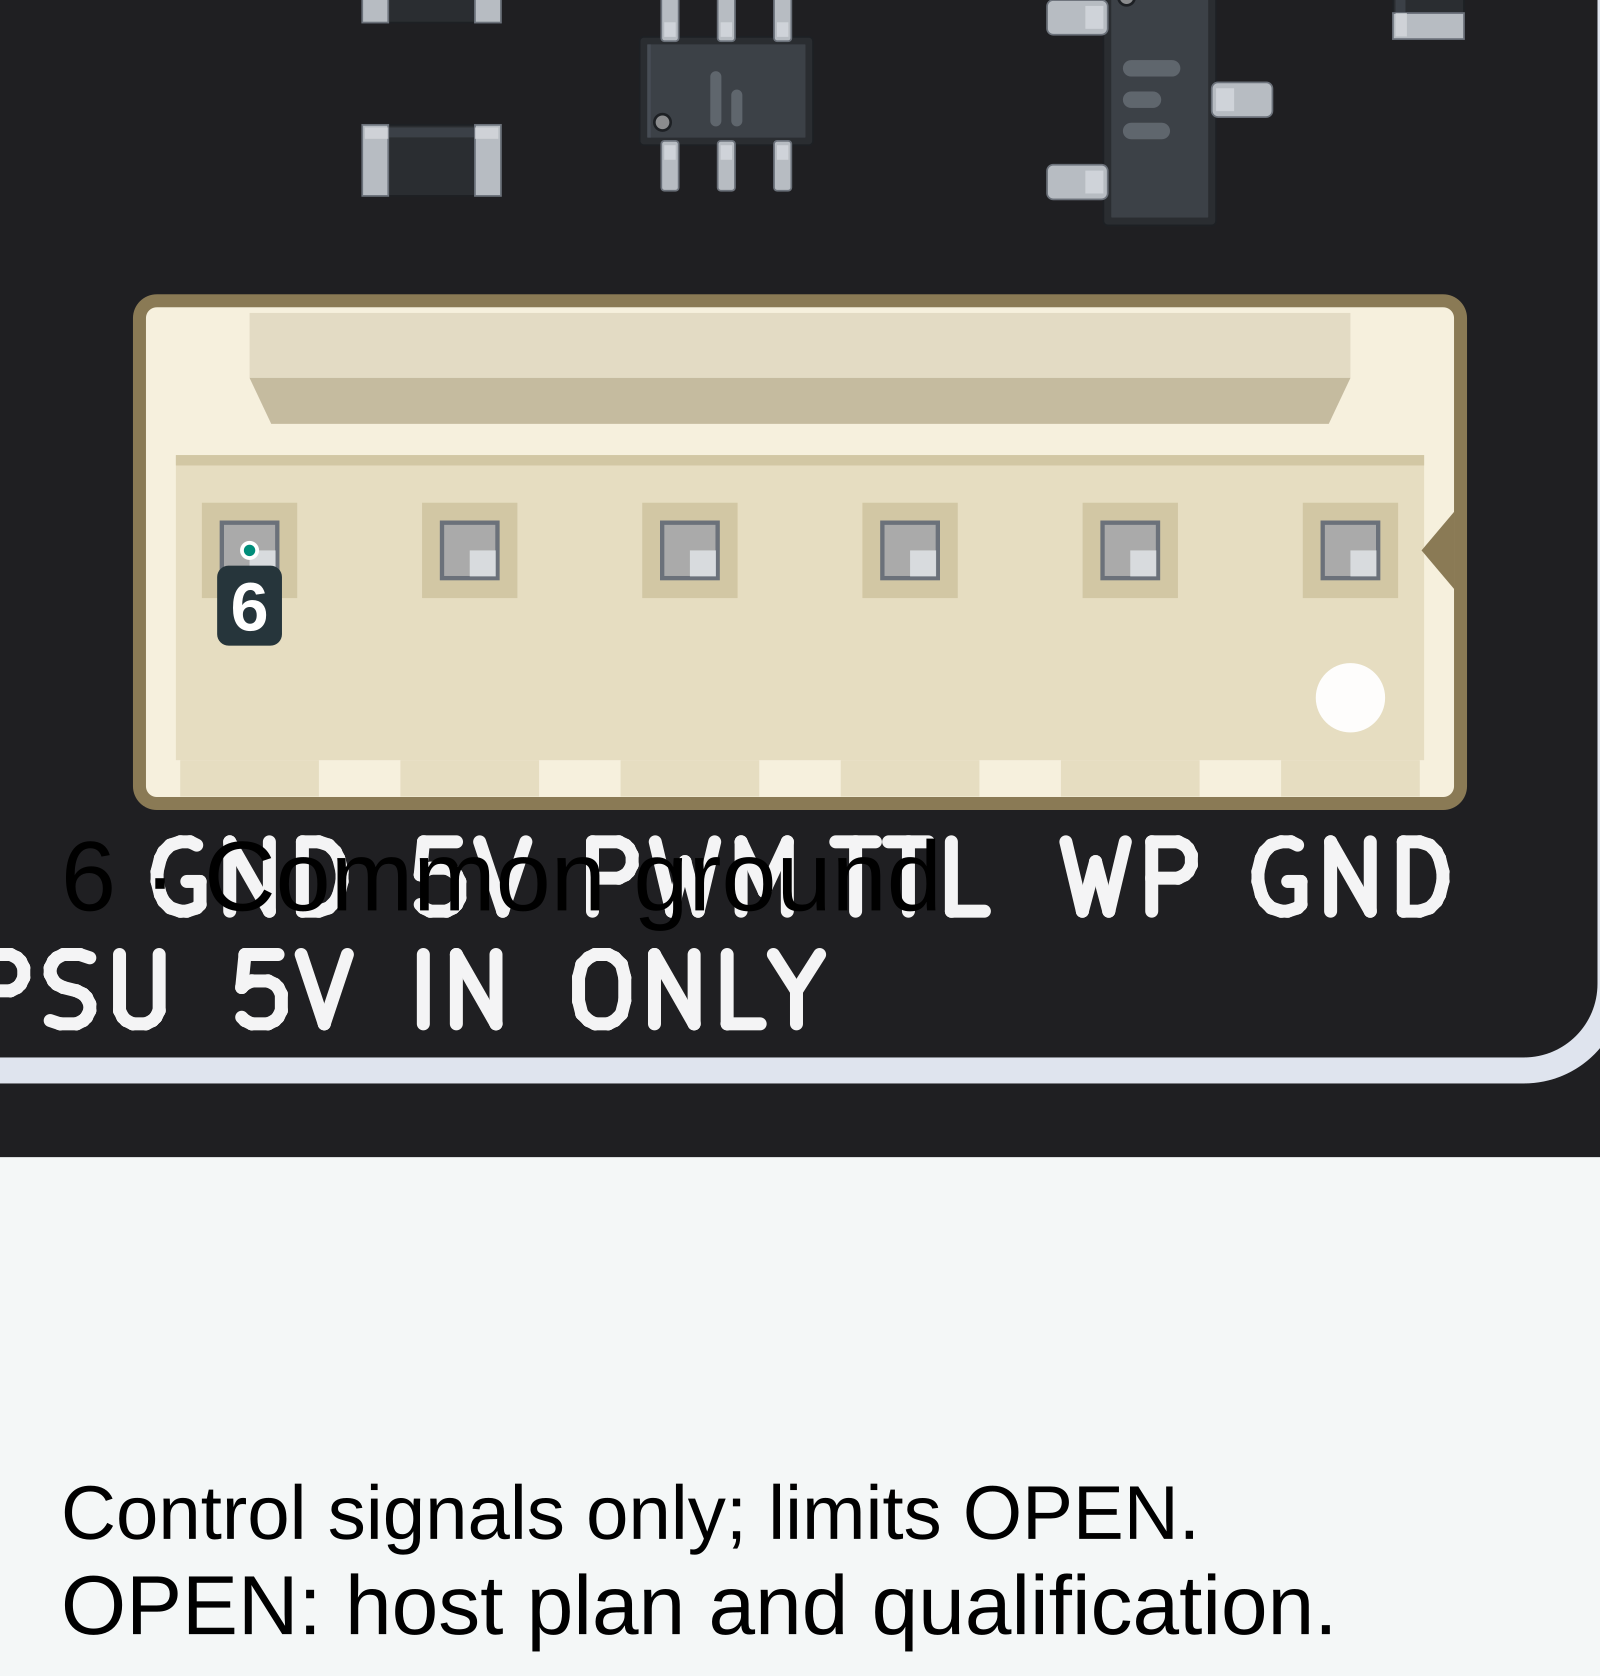 6
GND 5V PWM TTL WP GND
6 · Common ground
PSU 5V IN ONLY
Control signals only; limits OPEN.
OPEN: host plan and qualification.